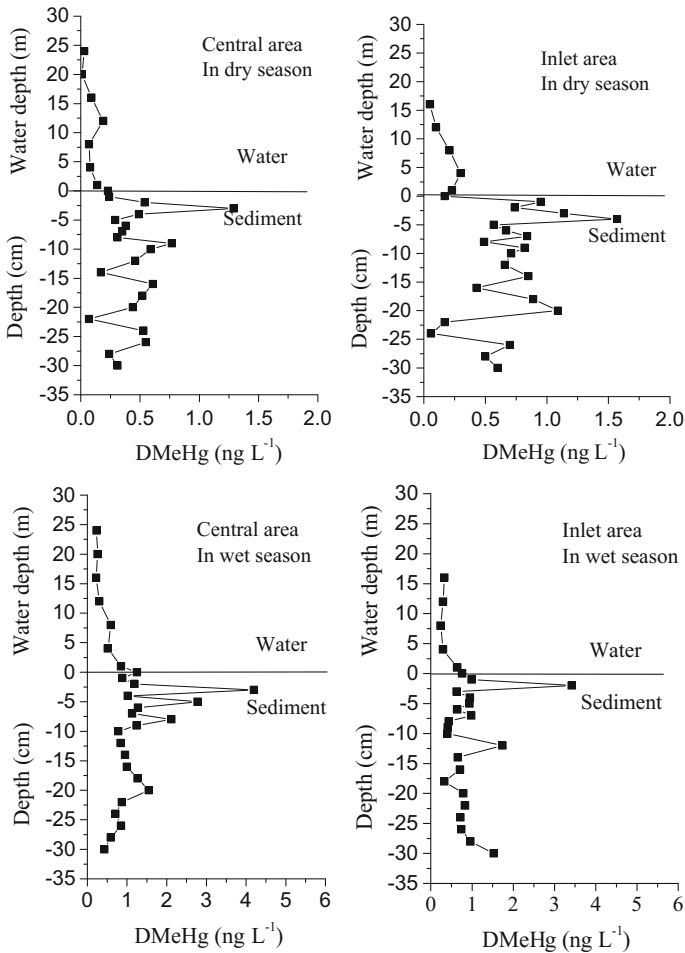 30
25
20
15
10
5
0
-5
-10
-15
-20
-25
-30
-35
0.0 0.5 1.0 1.5 2.0
Water depth (m)
Depth (cm)
Central area
In dry season
Water
Sediment
DMeHg (ng L⁻¹)
30
25
20
15
10
5
0
-5
-10
-15
-20
-25
-30
-35
0.0 0.5 1.0 1.5 2.0
Water depth (m)
Depth (cm)
Inlet area
In dry season
Water
Sediment
DMeHg (ng L⁻¹)
30
25
20
15
10
5
0
-5
-10
-15
-20
-25
-30
-35
0 1 2 3 4 5 6
Water depth (m)
Depth (cm)
Central area
In wet season
Water
Sediment
DMeHg (ng L⁻¹)
30
25
20
15
10
5
0
-5
-10
-15
-20
-25
-30
-35
0 1 2 3 4 5 6
Water depth (m)
Depth (cm)
Inlet area
In wet season
Water
Sediment
DMeHg (ng L⁻¹)